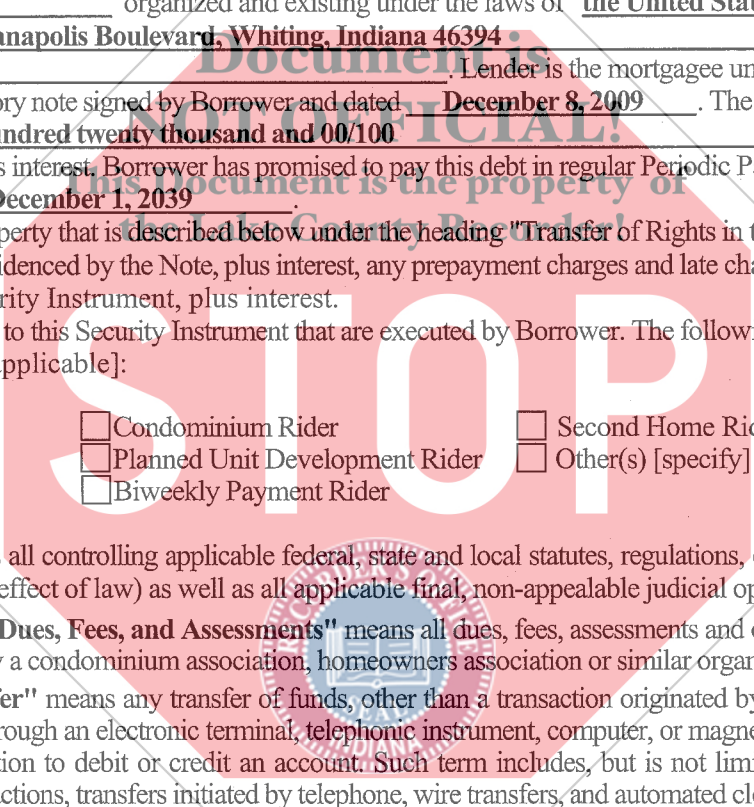 organized and existing under the laws of the United Stat
anapolis Boulevard, Whiting, Indiana 46394
Document is
. Lender is the mortgagee un
ory note signed by Borrower and dated December 8, 2009 . The
NOT OFFICIAL!
undred twenty thousand and 00/100
s interest. Borrower has promised to pay this debt in regular Periodic P
This Document is the property of
December 1, 2039 .
the Lake County Recorder!
perty that is described below under the heading "Transfer of Rights in t
idenced by the Note, plus interest, any prepayment charges and late cha
rity Instrument, plus interest.
to this Security Instrument that are executed by Borrower. The follow
applicable]:
STOP
Condominium Rider Second Home Rid
Planned Unit Development Rider Other(s) [specify]
Biweekly Payment Rider
all controlling applicable federal, state and local statutes, regulations,
effect of law) as well as all applicable final, non-appealable judicial op
RECORDER'S OFFICE
Dues, Fees, and Assessments" means all dues, fees, assessments and
y a condominium association, homeowners association or similar organ
fer" means any transfer of funds, other than a transaction originated by
SEAL
rough an electronic terminal, telephonic instrument, computer, or magne
INDIANA
tion to debit or credit an account. Such term includes, but is not limi
ctions, transfers initiated by telephone, wire transfers, and automated cl